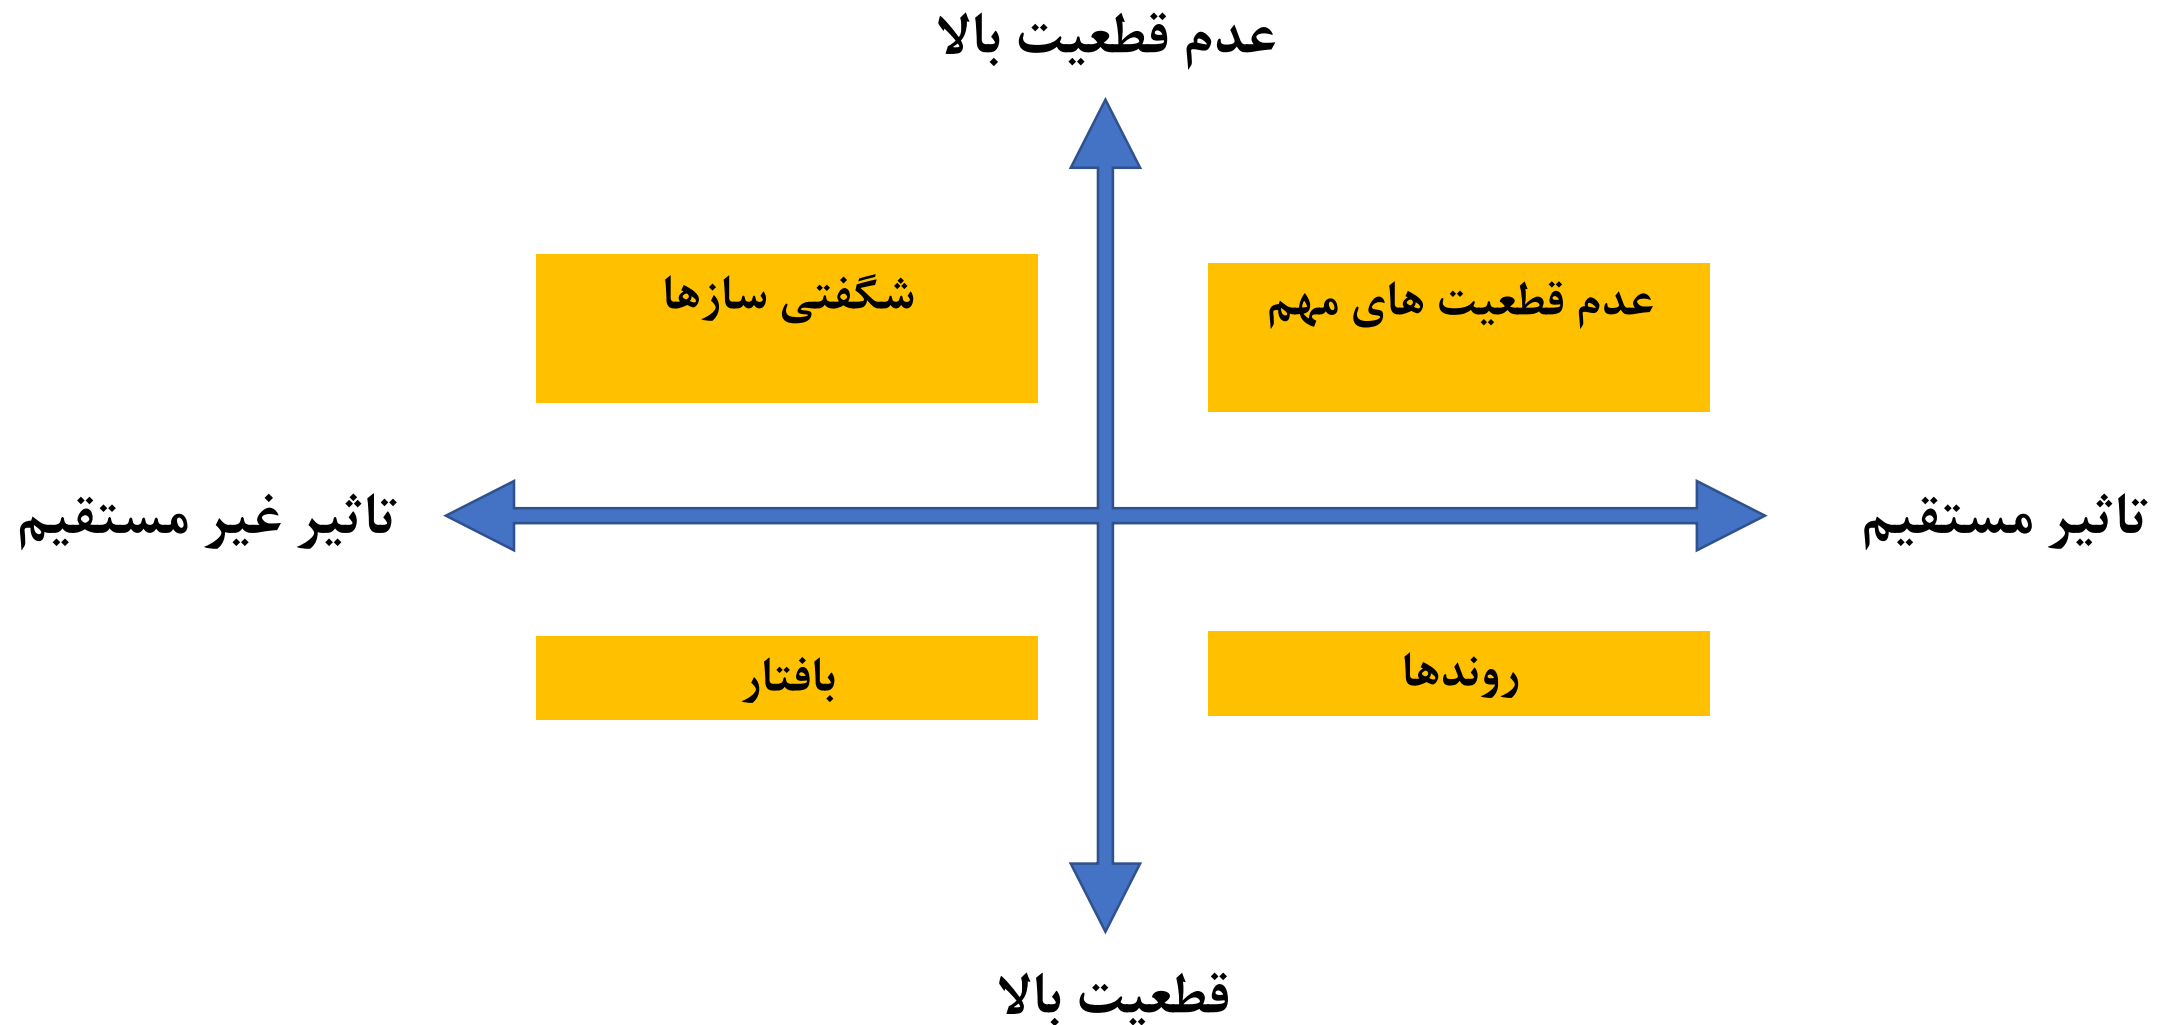 عدم قطعیت بالا
عدم قطعیت های مهم
شگفتی سازها
تاثیر مستقیم
تاثیر غیر مستقیم
روندها
بافتار
قطعیت بالا